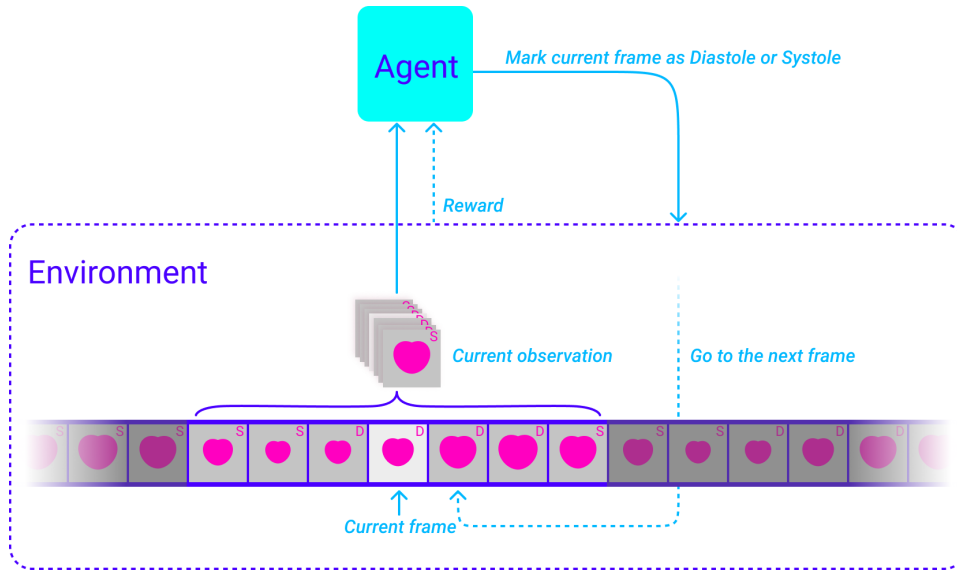 Agent
Mark current frame as Diastole or Systole
Reward
Environment
S
Current observation
Go to the next frame
S S S S S D D D D S S S D D D
Current frame